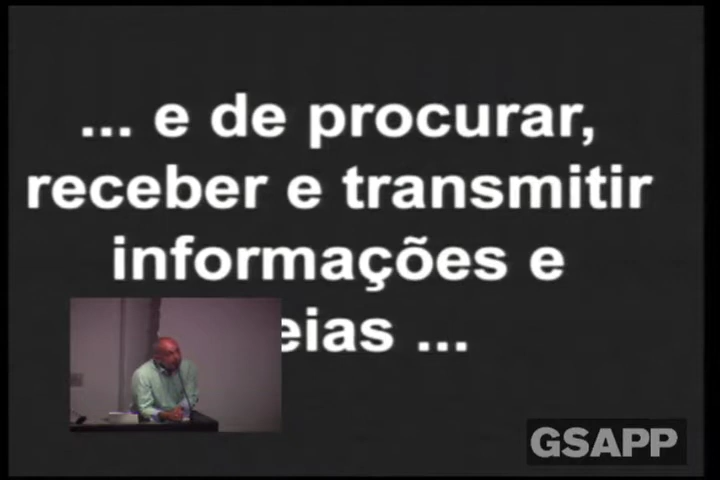 ... e de procurar,
receber e transmitir
informações e
eias ...
GSAPP